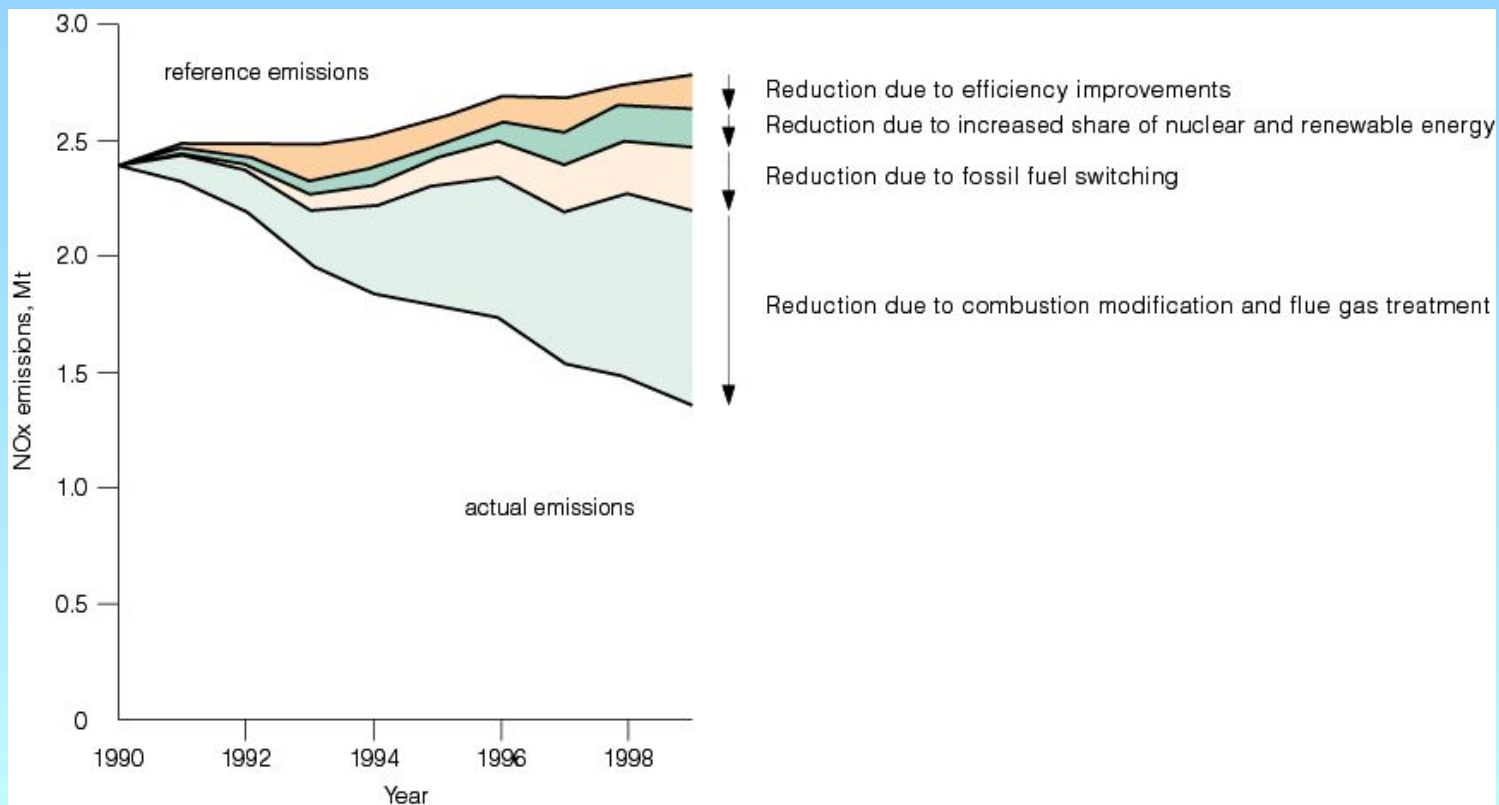 3.0
reference emissions
Reduction due to efficiency improvements
Reduction due to increased share of nuclear and renewable energy
2.5
Reduction due to fossil fuel switching
2.0
Reduction due to combustion modification and flue gas treatment
NOx emissions, Mt
1.5
1.0
actual emissions
0.5
0
1990 1992 1994 1996 1998
Year